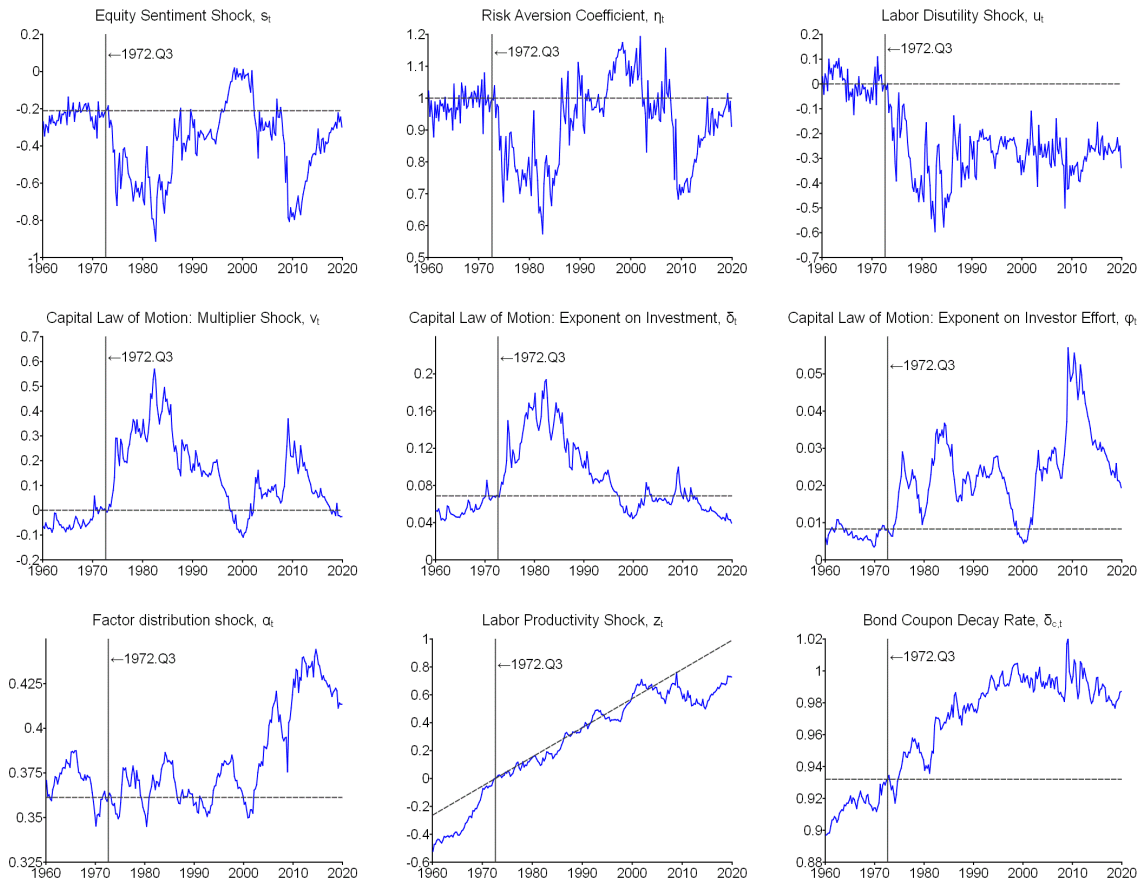 Equity Sentiment Shock, sₜ
0.4
0.2
0
-0.2
-0.4
-0.6
-0.8
-1
←1972.Q3
1960 1970 1980 1990 2000 2010 2020
Risk Aversion Coefficient, ηₜ
1.2
1.1
1
0.9
0.8
0.7
0.6
0.5
←1972.Q3
1960 1970 1980 1990 2000 2010 2020
Labor Disutility Shock, uₜ
0.2
0.1
0
-0.1
-0.2
-0.3
-0.4
-0.5
-0.6
-0.7
←1972.Q3
1960 1970 1980 1990 2000 2010 2020
Capital Law of Motion: Multiplier Shock, vₜ
0.7
0.6
0.5
0.4
0.3
0.2
0.1
0
-0.1
-0.2
←1972.Q3
1960 1970 1980 1990 2000 2010 2020
Capital Law of Motion: Exponent on Investment, δₜ
0.2
0.16
0.12
0.08
0.04
0
←1972.Q3
1960 1970 1980 1990 2000 2010 2020
Capital Law of Motion: Exponent on Investor Effort, φₜ
0.06
0.05
0.04
0.03
0.02
0.01
0
←1972.Q3
1960 1970 1980 1990 2000 2010 2020
Factor distribution shock, αₜ
0.425
0.4
0.375
0.35
0.325
←1972.Q3
1960 1970 1980 1990 2000 2010 2020
Labor Productivity Shock, zₜ
1
0.8
0.6
0.4
0.2
0
-0.2
-0.4
-0.6
←1972.Q3
1960 1970 1980 1990 2000 2010 2020
Bond Coupon Decay Rate, δ꜀,ₜ
1.02
1
0.98
0.96
0.94
0.92
0.9
0.88
←1972.Q3
1960 1970 1980 1990 2000 2010 2020